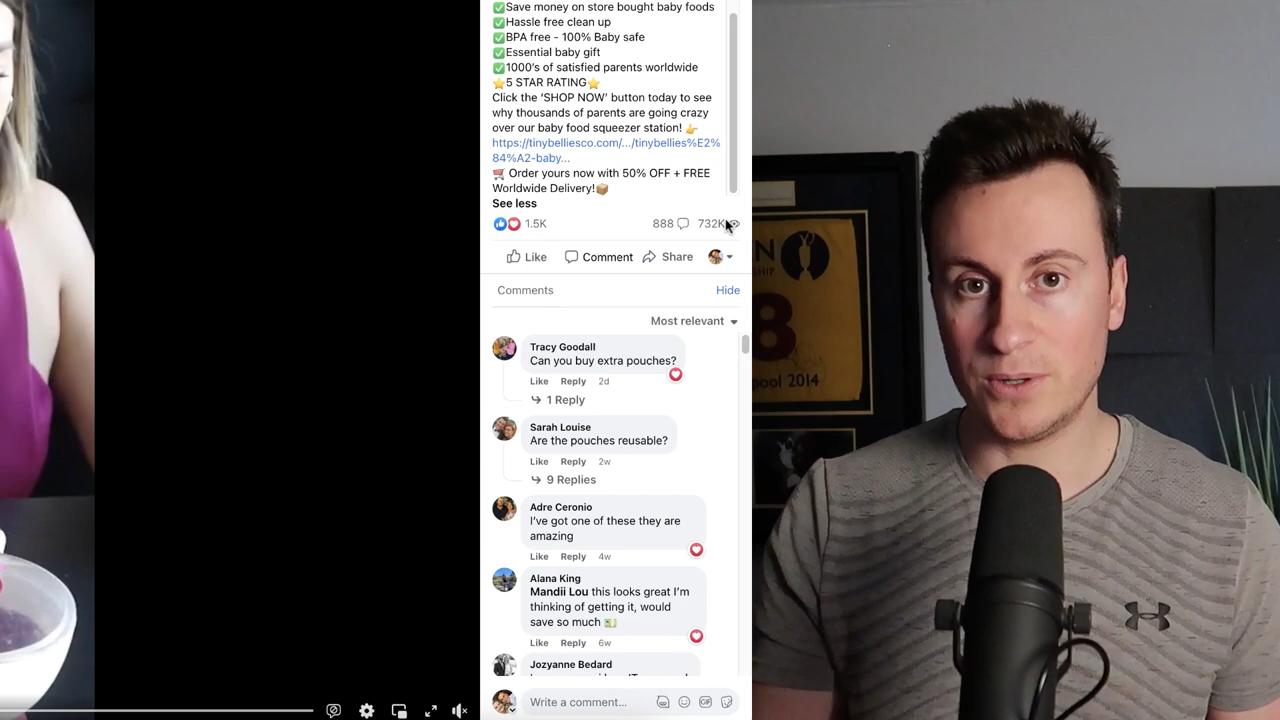 ✅Save money on store bought baby foods
✅Hassle free clean up
✅BPA free - 100% Baby safe
✅Essential baby gift
✅1000's of satisfied parents worldwide
⭐5 STAR RATING⭐
Click the 'SHOP NOW' button today to see
why thousands of parents are going crazy
over our baby food squeezer station! 👉
https://tinybelliesco.com/.../tinybellies%E2%
84%A2-baby...
🛒 Order yours now with 50% OFF + FREE
Worldwide Delivery!📦
See less
1.5K 888 732K
Like Comment Share
Comments Hide
Most relevant
Tracy Goodall
Can you buy extra pouches?
Like Reply 2d
1 Reply
Sarah Louise
Are the pouches reusable?
Like Reply 2w
9 Replies
Adre Ceronio
I've got one of these they are
amazing
Like Reply 4w
Alana King
Mandii Lou this looks great I'm
thinking of getting it, would
save so much 💵
Like Reply 6w
Jozyanne Bedard
Write a comment...
GIF
8
pool 2014